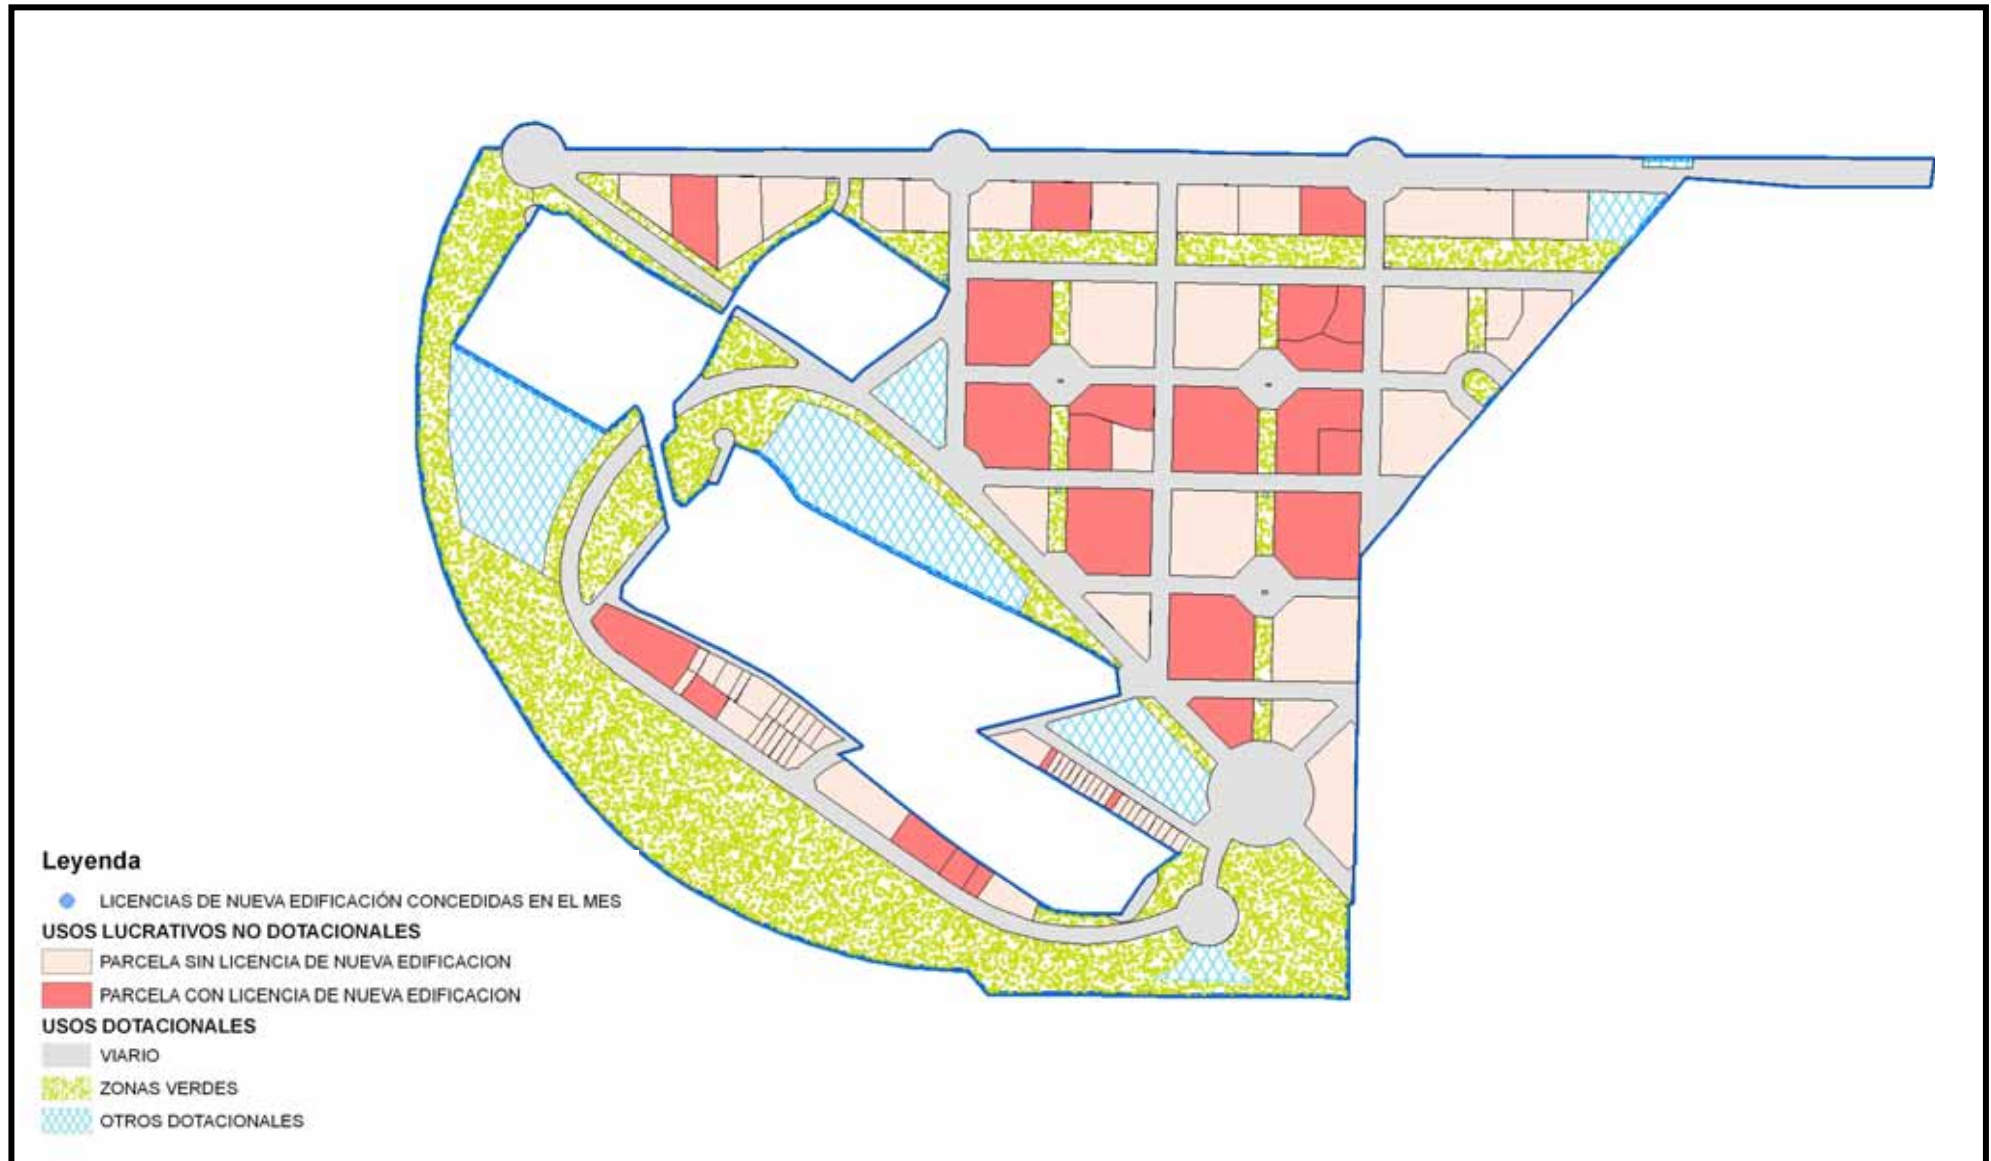 Leyenda
LICENCIAS DE NUEVA EDIFICACIÓN CONCEDIDAS EN EL MES
USOS LUCRATIVOS NO DOTACIONALES
PARCELA SIN LICENCIA DE NUEVA EDIFICACION
PARCELA CON LICENCIA DE NUEVA EDIFICACION
USOS DOTACIONALES
VIARIO
ZONAS VERDES
OTROS DOTACIONALES